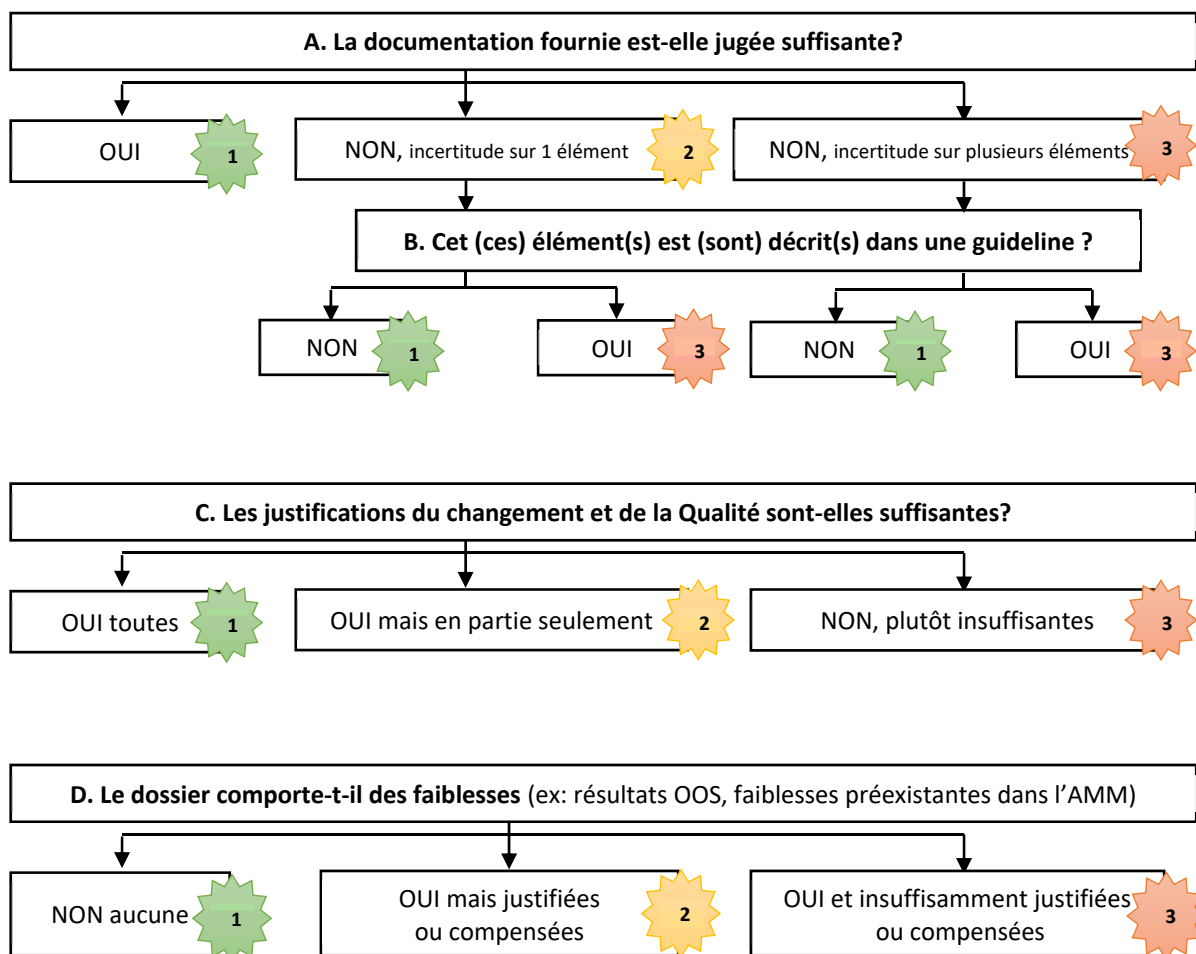 A. La documentation fournie est-elle jugée suffisante?
OUI 1
NON, incertitude sur 1 élément 2
NON, incertitude sur plusieurs éléments 3
B. Cet (ces) élément(s) est (sont) décrit(s) dans une guideline ?
NON 1
OUI 3
NON 1
OUI 3
C. Les justifications du changement et de la Qualité sont-elles suffisantes?
OUI toutes 1
OUI mais en partie seulement 2
NON, plutôt insuffisantes 3
D. Le dossier comporte-t-il des faiblesses (ex: résultats OOS, faiblesses préexistantes dans l’AMM)
NON aucune 1
OUI mais justifiées
ou compensées 2
OUI et insuffisamment justifiées
ou compensées 3